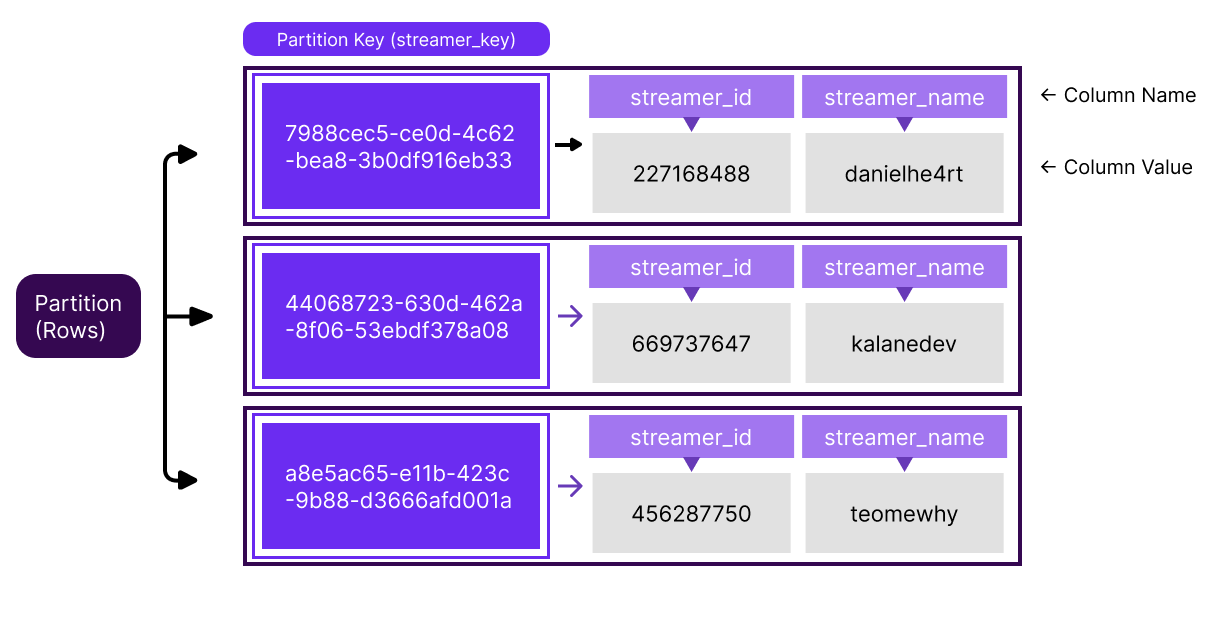 Partition Key (streamer_key)
streamer_id
streamer_name
← Column Name
7988cec5-ce0d-4c62
-bea8-3b0df916eb33
227168488
danielhe4rt
← Column Value
Partition
(Rows)
streamer_id
streamer_name
44068723-630d-462a
-8f06-53ebdf378a08
669737647
kalanedev
streamer_id
streamer_name
a8e5ac65-e11b-423c
-9b88-d3666afd001a
456287750
teomewhy